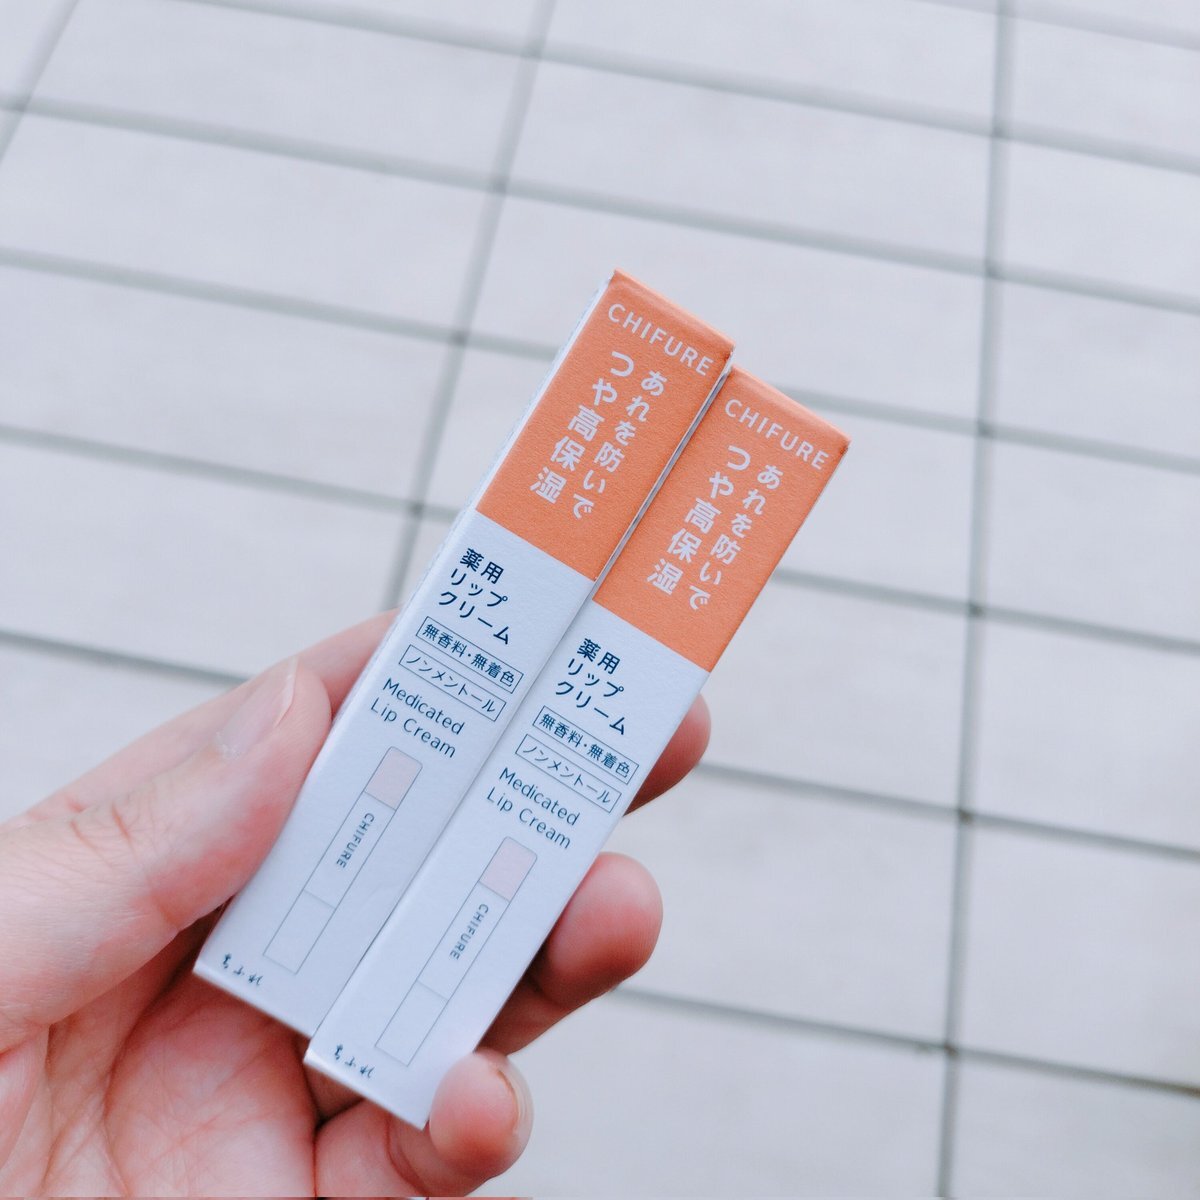 CHIFURE
あれを防いで
つや高保湿
薬用
リップ
クリーム
無香料・無着色
ノンメントール
Medicated
Lip Cream
CHIFURE
ちふれ
CHIFURE
あれを防いで
つや高保湿
薬用
リップ
クリーム
無香料・無着色
ノンメントール
Medicated
Lip Cream
CHIFURE
ちふれ